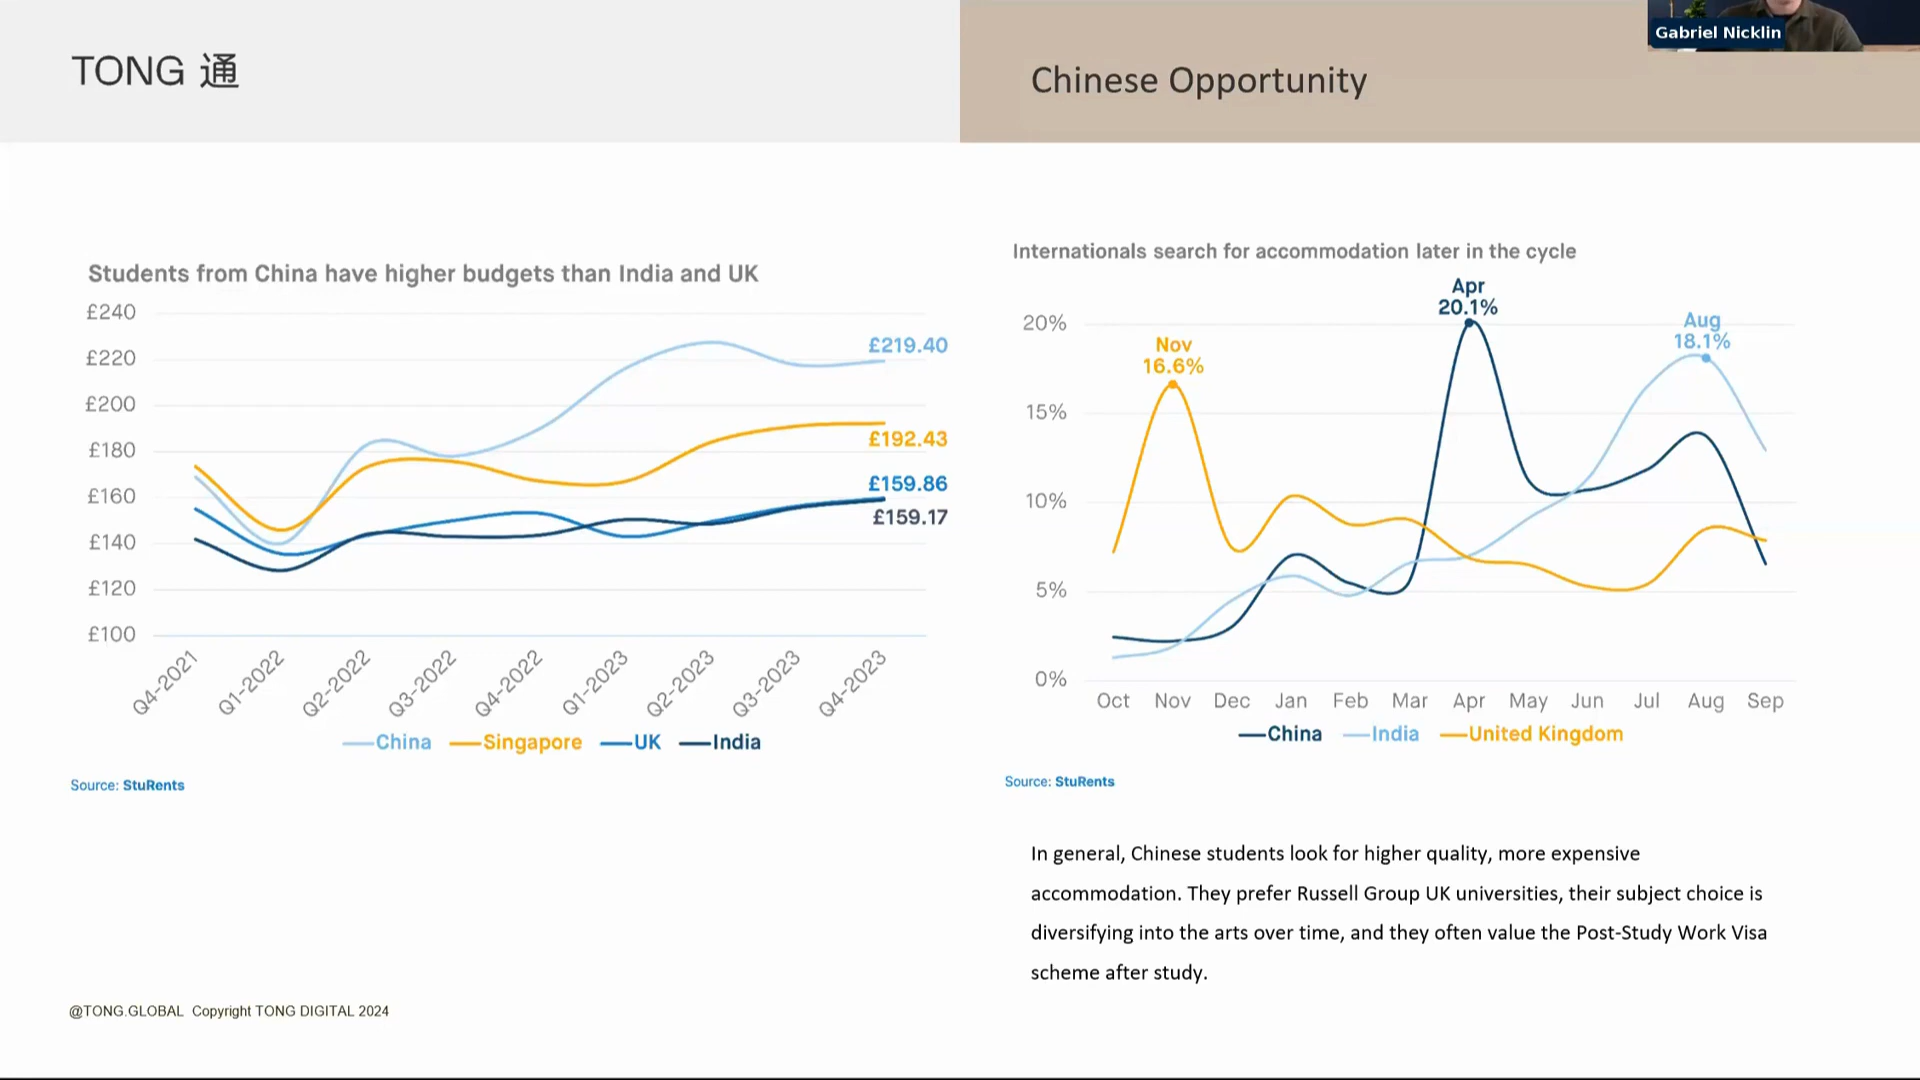 TONG 通
Chinese Opportunity
Gabriel Nicklin
Students from China have higher budgets than India and UK
£240
£220
£200
£180
£160
£140
£120
£100
£219.40
£192.43
£159.86
£159.17
Q4-2021
Q1-2022
Q2-2022
Q3-2022
Q4-2022
Q1-2023
Q2-2023
Q3-2023
Q4-2023
China Singapore UK India
Source: StuRents
Internationals search for accommodation later in the cycle
20%
15%
10%
5%
0%
Nov
16.6%
Apr
20.1%
Aug
18.1%
Oct Nov Dec Jan Feb Mar Apr May Jun Jul Aug Sep
China India United Kingdom
Source: StuRents
In general, Chinese students look for higher quality, more expensive
accommodation. They prefer Russell Group UK universities, their subject choice is
diversifying into the arts over time, and they often value the Post-Study Work Visa
scheme after study.
@TONG.GLOBAL Copyright TONG DIGITAL 2024